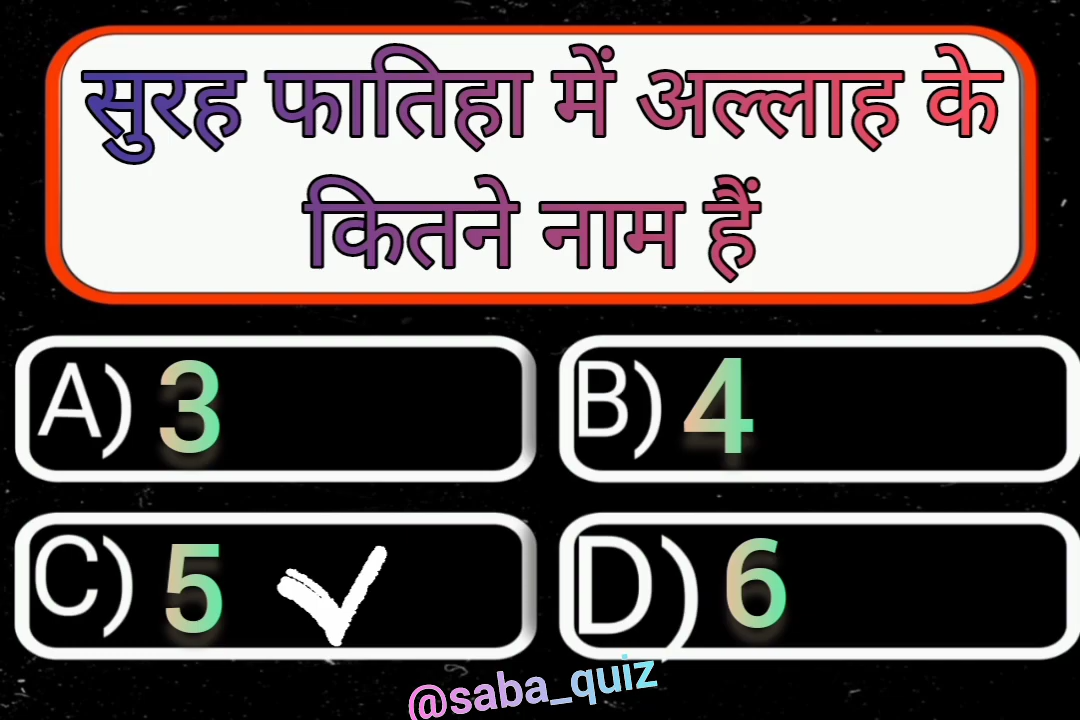 सुरह फातिहा में अल्लाह के
कितने नाम हैं
A) 3
B) 4
C) 5
D) 6
@saba_quiz